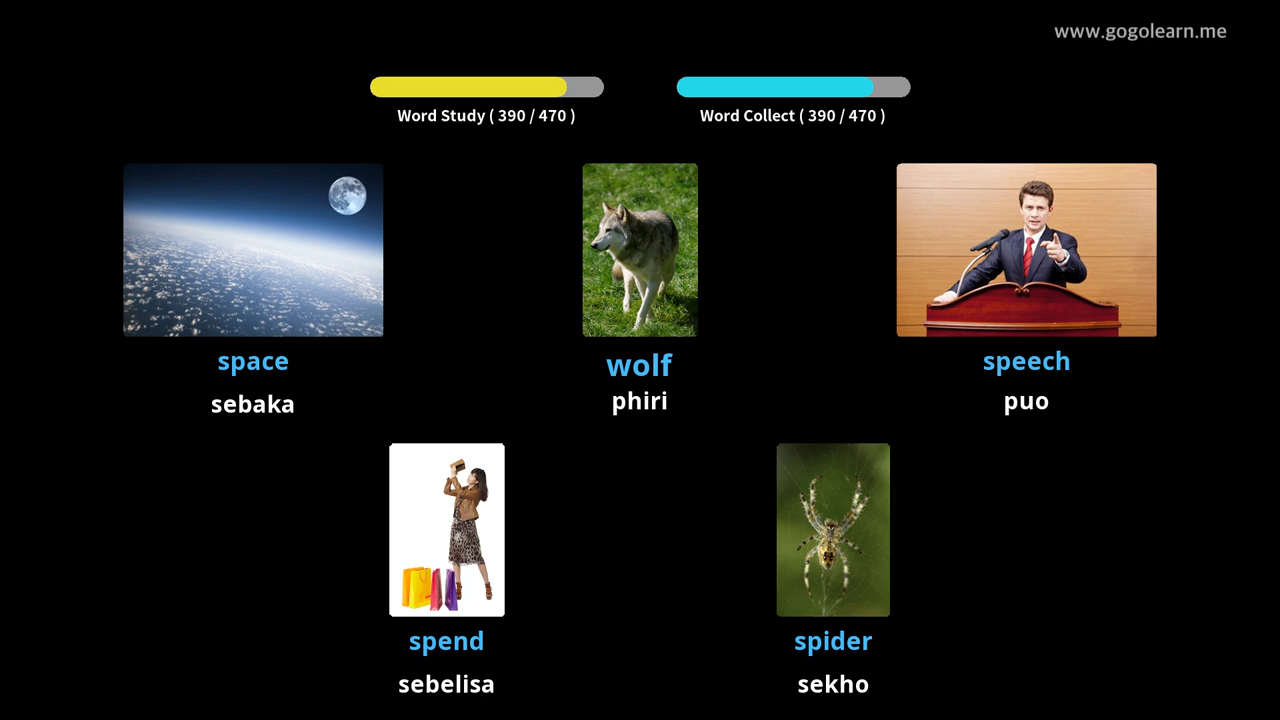 www.gogolearn.me
Word Study ( 390 / 470 )
Word Collect ( 390 / 470 )
space
wolf
speech
sebaka
phiri
puo
spend
spider
sebelisa
sekho